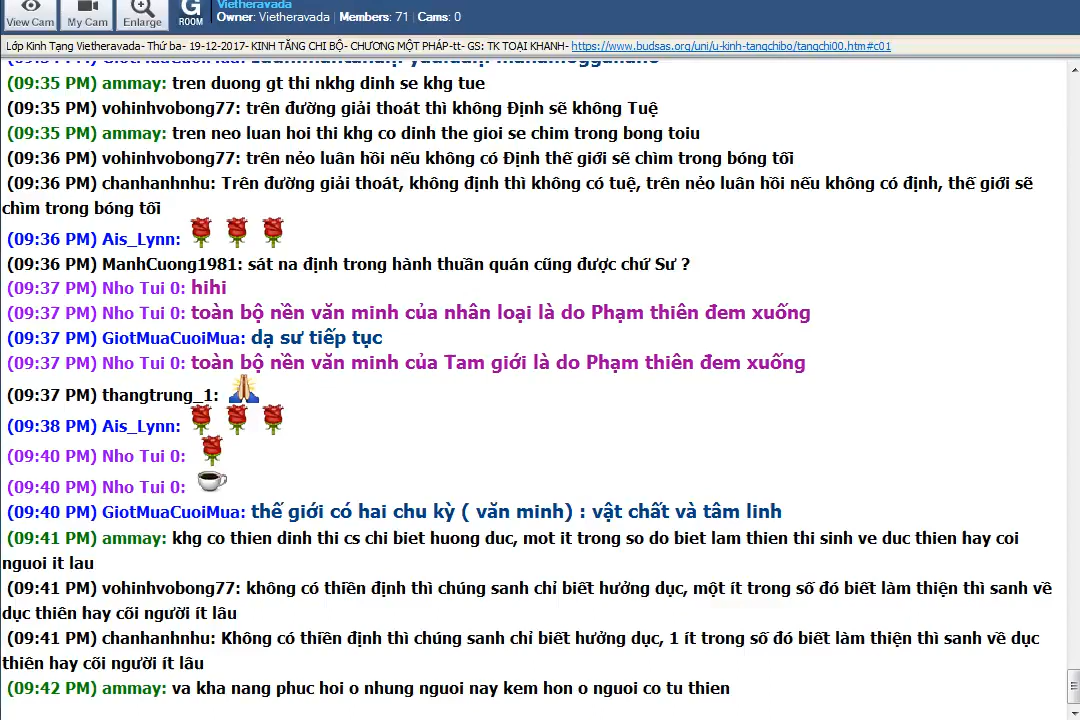 View Cam
My Cam
Enlarge
G
ROOM
Vietheravada
Owner: Vietheravada | Members: 71 | Cams: 0
Lớp Kinh Tạng Vietheravada- Thứ ba- 19-12-2017- KINH TĂNG CHI BỘ- CHƯƠNG MỘT PHÁP-tt- GS: TK TOẠI KHANH- https://www.budsas.org/uni/u-kinh-tangchibo/tangchi00.htm#c01
(09:35 PM) ammay: tren duong gt thi nkhg dinh se khg tue
(09:35 PM) vohinhvobong77: trên đường giải thoát thì không Định sẽ không Tuệ
(09:35 PM) ammay: tren neo luan hoi thi khg co dinh the gioi se chim trong bong toiu
(09:36 PM) vohinhvobong77: trên nẻo luân hồi nếu không có Định thế giới sẽ chìm trong bóng tối
(09:36 PM) chanhanhnhu: Trên đường giải thoát, không định thì không có tuệ, trên nẻo luân hồi nếu không có định, thế giới sẽ
chìm trong bóng tối
(09:36 PM) Ais_Lynn:
(09:36 PM) ManhCuong1981: sát na định trong hành thuần quán cũng được chứ Sư ?
(09:37 PM) Nho Tui 0: hihi
(09:37 PM) Nho Tui 0: toàn bộ nền văn minh của nhân loại là do Phạm thiên đem xuống
(09:37 PM) GiotMuaCuoiMua: dạ sư tiếp tục
(09:37 PM) Nho Tui 0: toàn bộ nền văn minh của Tam giới là do Phạm thiên đem xuống
(09:37 PM) thangtrung_1:
(09:38 PM) Ais_Lynn:
(09:40 PM) Nho Tui 0:
(09:40 PM) Nho Tui 0:
(09:40 PM) GiotMuaCuoiMua: thế giới có hai chu kỳ ( văn minh) : vật chất và tâm linh
(09:41 PM) ammay: khg co thien dinh thi cs chi biet huong duc, mot it trong so do biet lam thien thi sinh ve duc thien hay coi
nguoi it lau
(09:41 PM) vohinhvobong77: không có thiền định thì chúng sanh chỉ biết hưởng dục, một ít trong số đó biết làm thiện thì sanh về
dục thiên hay cõi người ít lâu
(09:41 PM) chanhanhnhu: Không có thiền định thì chúng sanh chỉ biết hưởng dục, 1 ít trong số đó biết làm thiện thì sanh về dục
thiên hay cõi người ít lâu
(09:42 PM) ammay: va kha nang phuc hoi o nhung nguoi nay kem hon o nguoi co tu thien